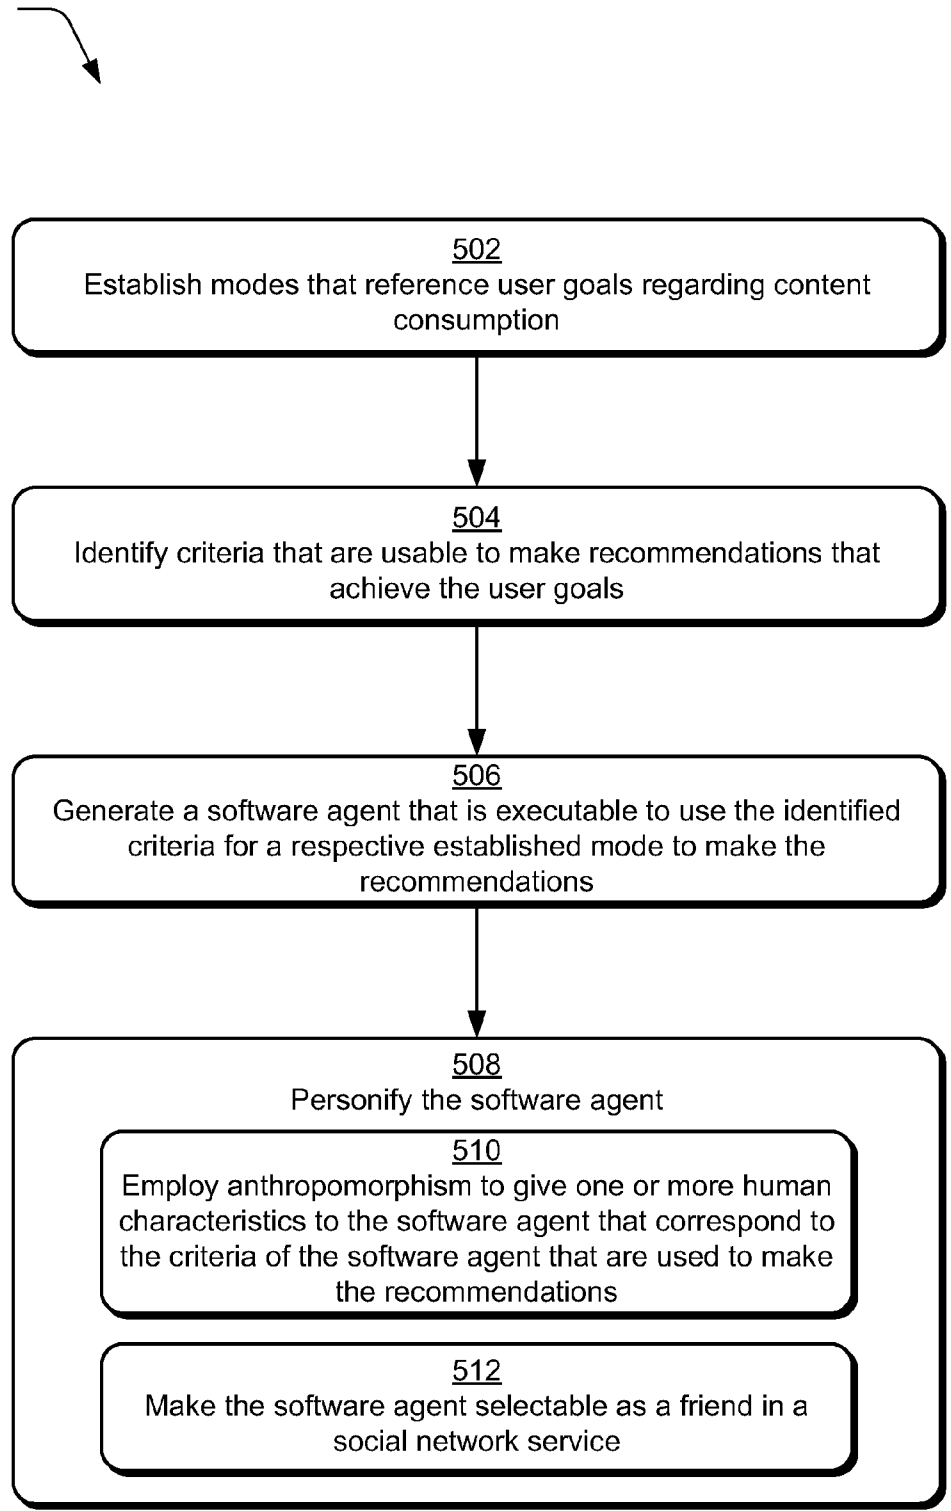 502
Establish modes that reference user goals regarding content
consumption
504
Identify criteria that are usable to make recommendations that
achieve the user goals
506
Generate a software agent that is executable to use the identified
criteria for a respective established mode to make the
recommendations
508
Personify the software agent
510
Employ anthropomorphism to give one or more human
characteristics to the software agent that correspond to
the criteria of the software agent that are used to make
the recommendations
512
Make the software agent selectable as a friend in a
social network service